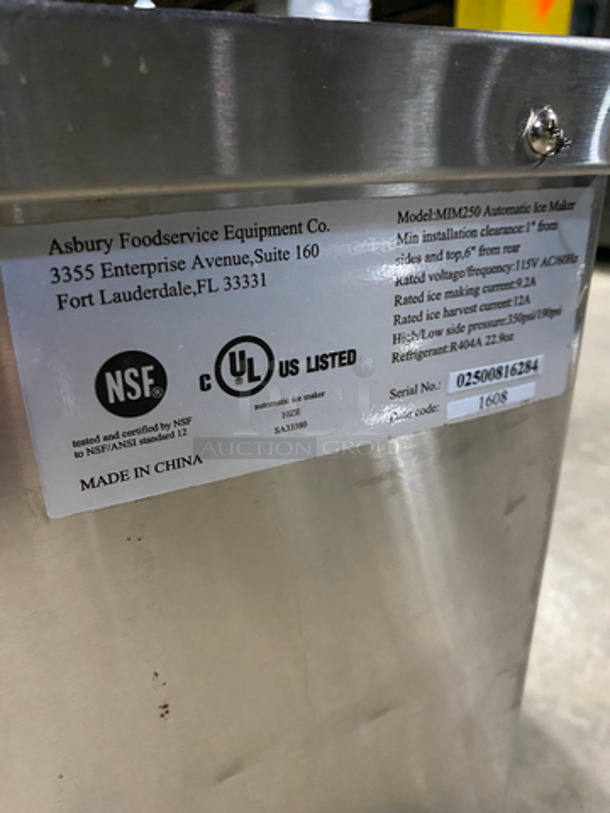 Asbury Foodservice Equipment Co.
3355 Enterprise Avenue,Suite 160
Fort Lauderdale,FL 33331
NSF®
tested and certified by NSF
to NSF/ANSI standard 12
C UL US LISTED
automatic ice maker
SA33380
MADE IN CHINA
Model:MIM250 Automatic Ice Maker
Min installation clearance:1" from
sides and top,6" from rear
Rated voltage/frequency:115V AC/60Hz
Rated ice making current:9.2A
Rated ice harvest current:12A
High/Low side pressure:350psi/190psi
Refrigerant:R404A 22.9oz
Serial No.: 02500816284
Date code: 1608
AUCTION GROUP